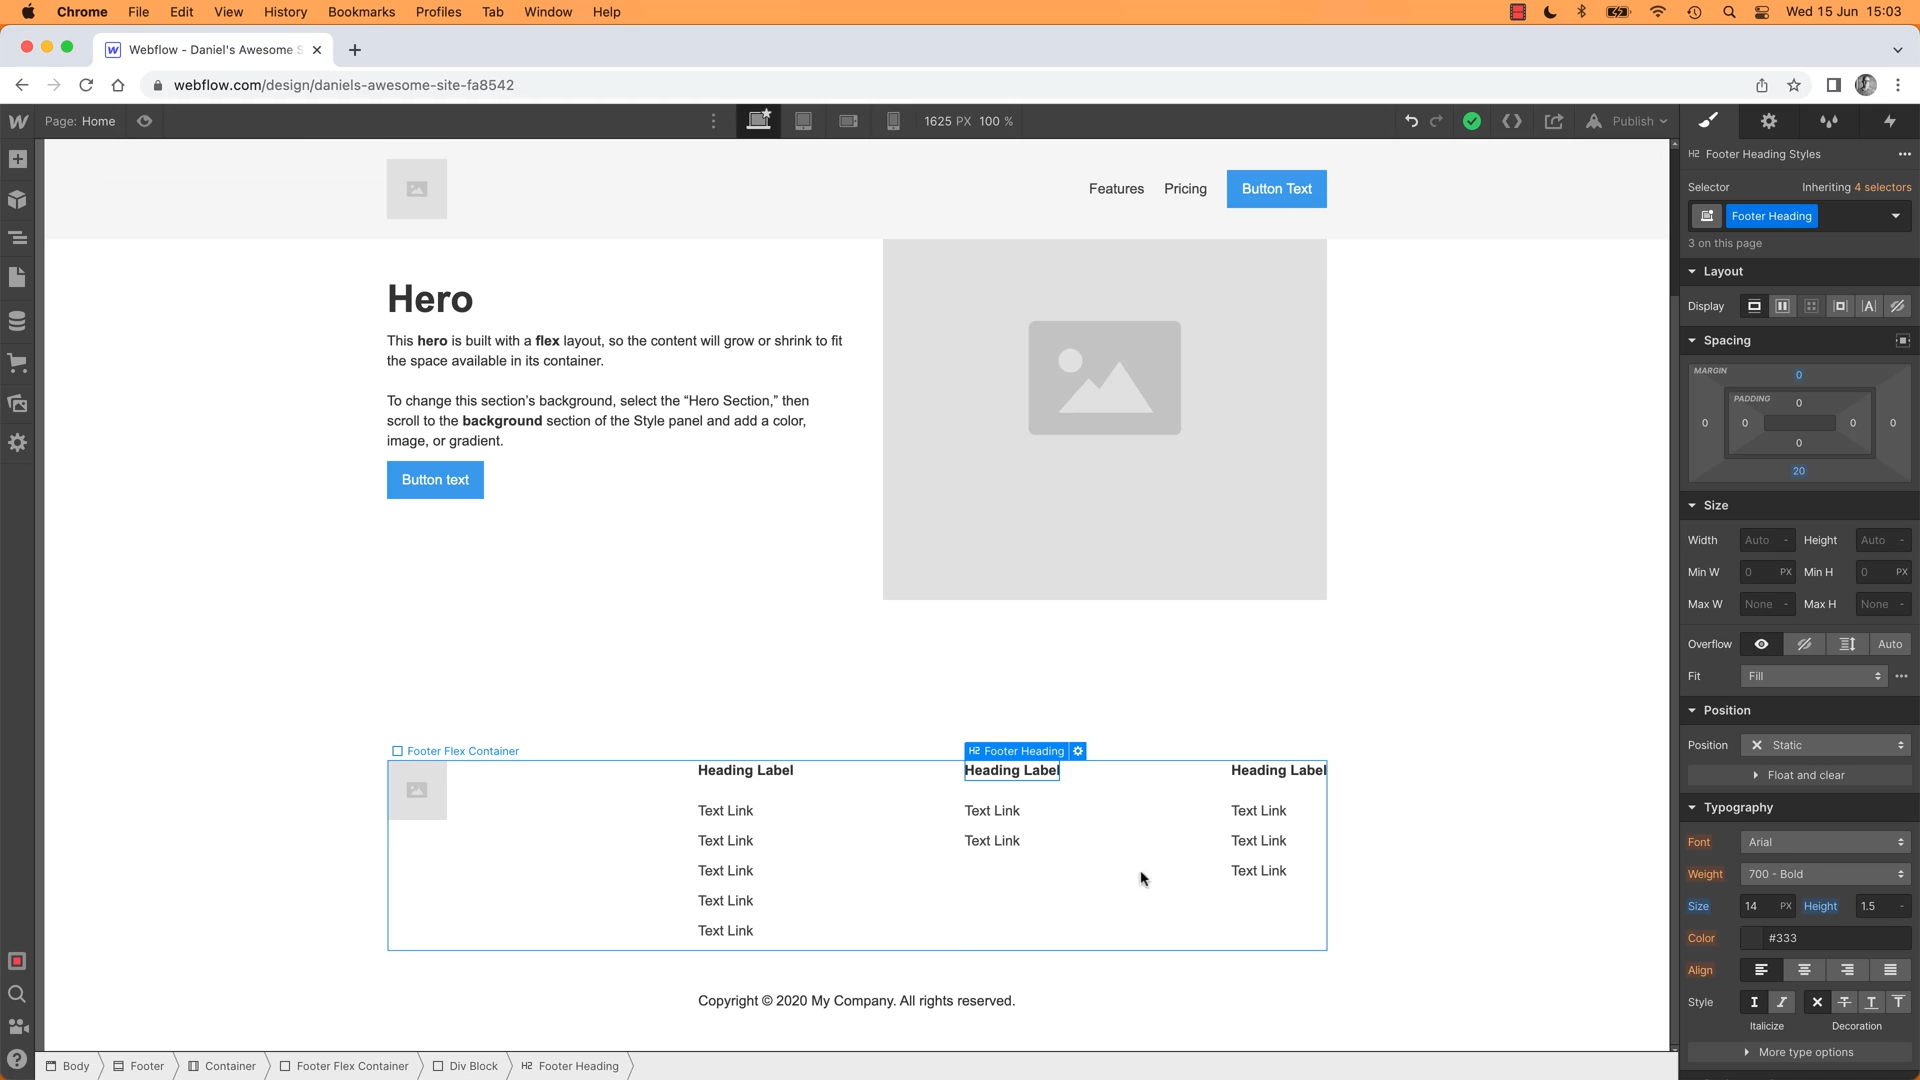 Chrome File Edit View History Bookmarks Profiles Tab Window Help Wed 15 Jun 15:03
Webflow - Daniel's Awesome S
webflow.com/design/daniels-awesome-site-fa8542
Page: Home 1625 PX 100 % Publish
Features Pricing Button Text
Hero
This hero is built with a flex layout, so the content will grow or shrink to fit
the space available in its container.
To change this section's background, select the “Hero Section,” then
scroll to the background section of the Style panel and add a color,
image, or gradient.
Button text
Footer Flex Container
H2 Footer Heading
Heading Label Heading Label Heading Label
Text Link Text Link Text Link
Text Link Text Link Text Link
Text Link Text Link
Text Link
Text Link
Copyright © 2020 My Company. All rights reserved.
Body Footer Container Footer Flex Container Div Block H2 Footer Heading
H2 Footer Heading Styles
Selector Inheriting 4 selectors
Footer Heading
3 on this page
Layout
Display
Spacing
MARGIN
0
PADDING
0
0 0 0 0
0
20
Size
Width Auto - Height Auto -
Min W 0 PX Min H 0 PX
Max W None - Max H None -
Overflow Auto
Fit Fill
Position
Position Static
Float and clear
Typography
Font Arial
Weight 700 - Bold
Size 14 PX Height 1.5 -
Color #333
Align
Style
Italicize Decoration
More type options